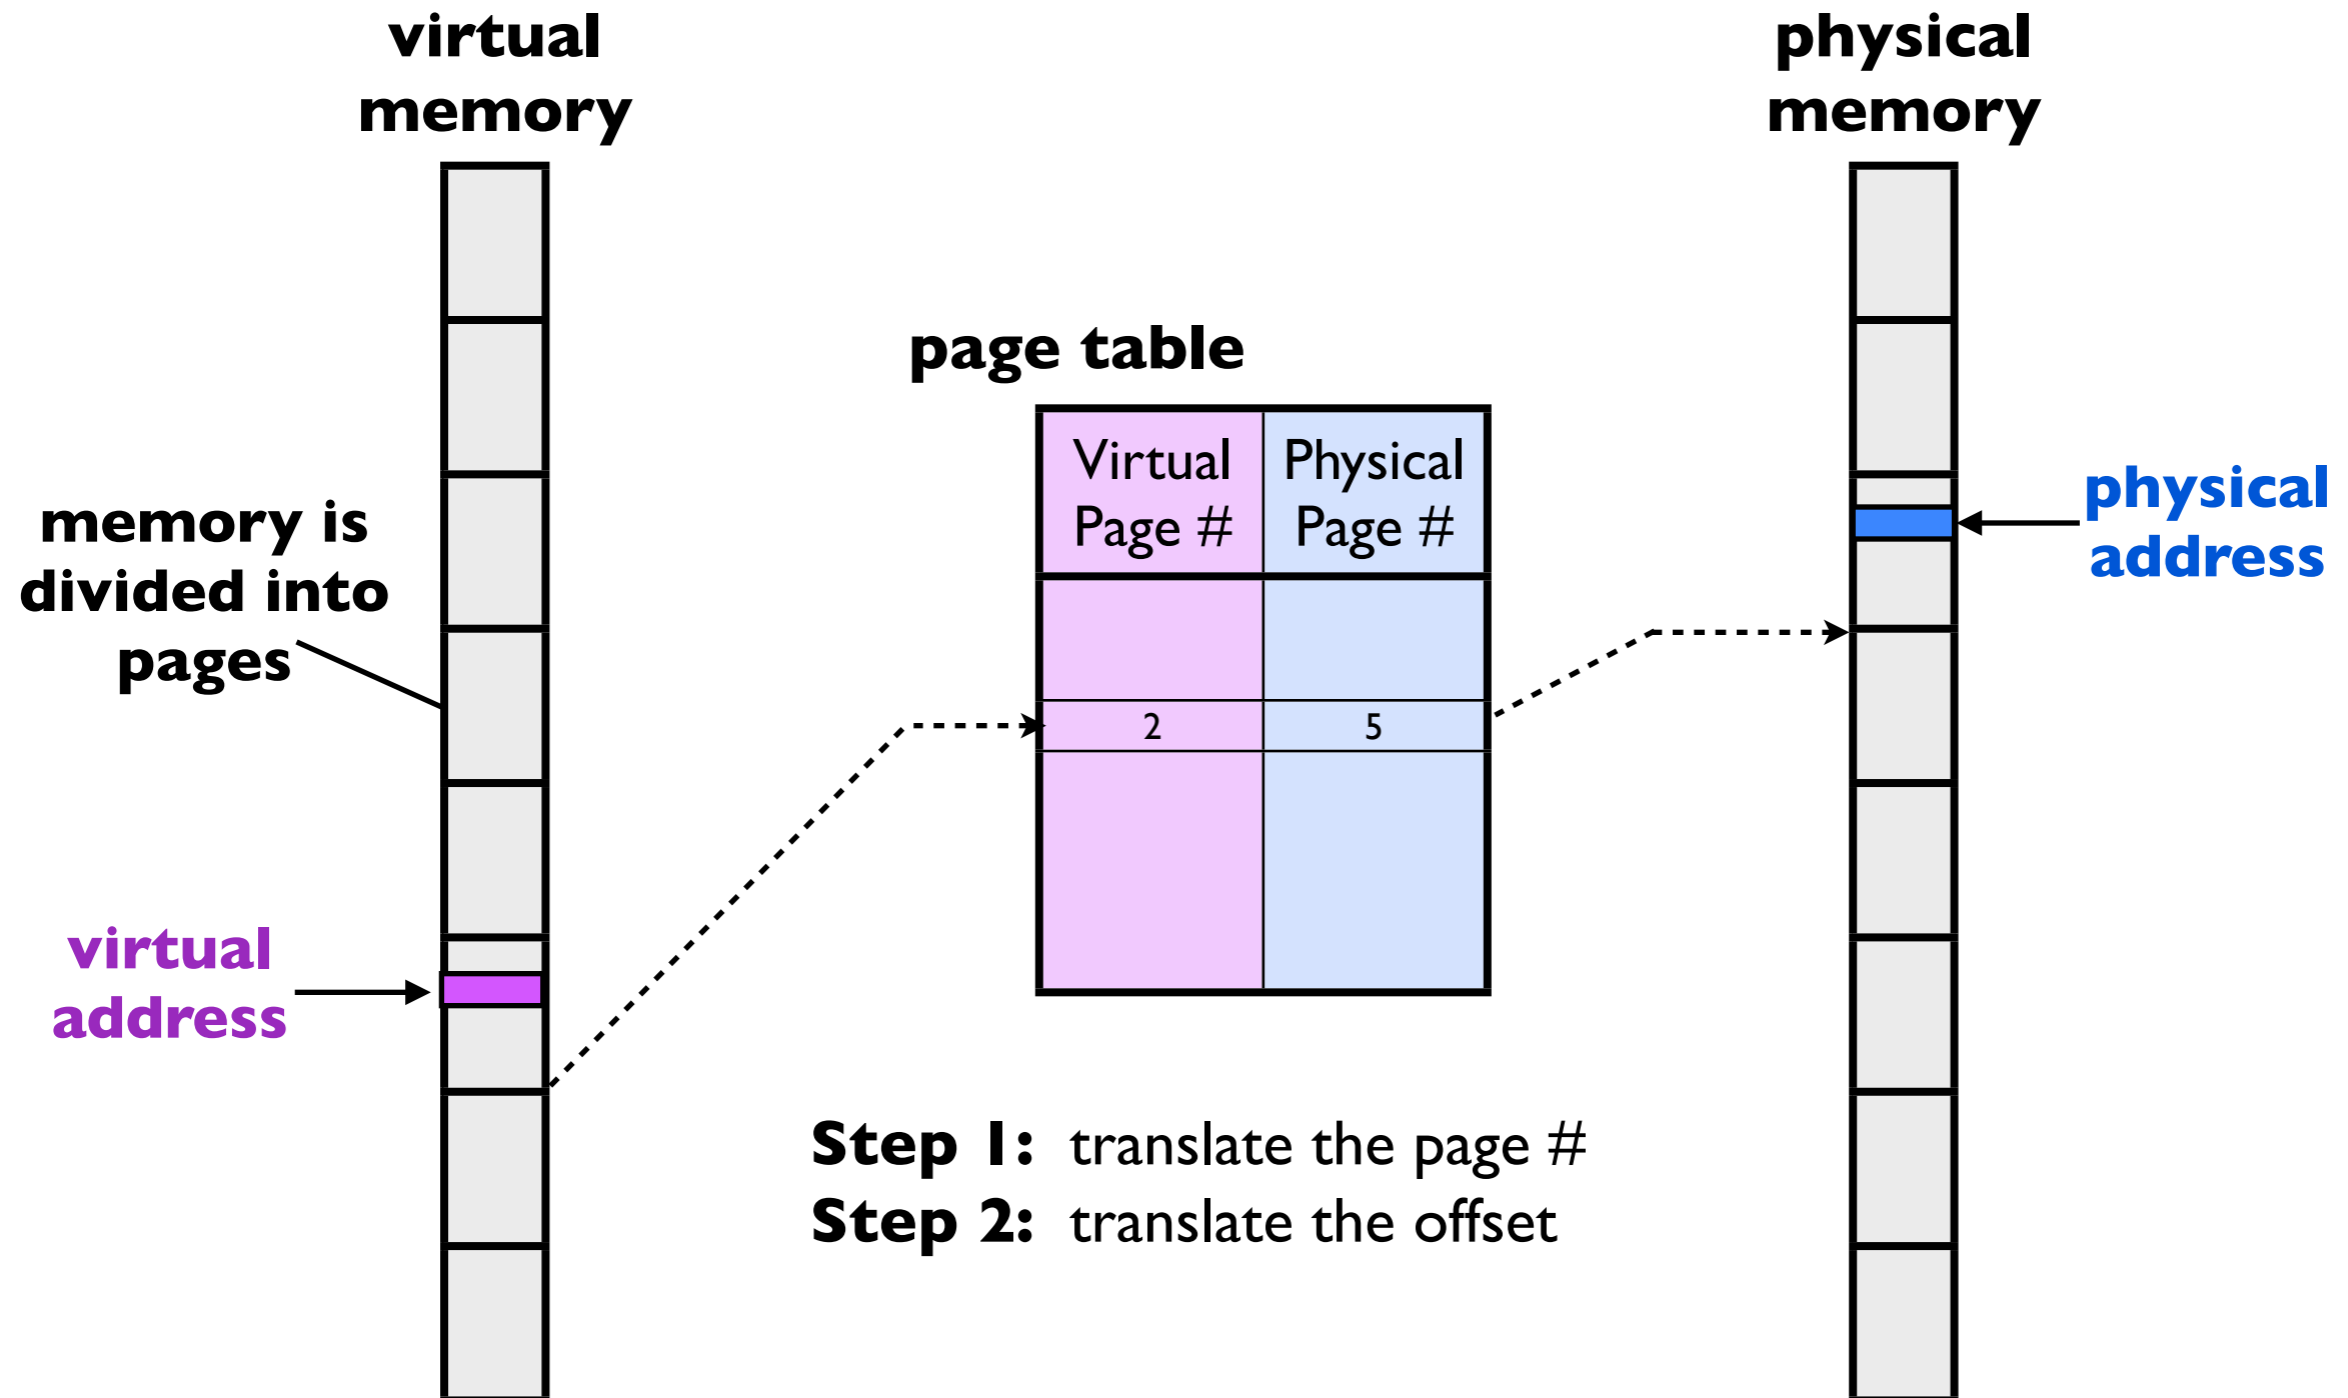 virtual
memory
physical
memory
page table
Virtual
Page #
Physical
Page #
2
5
memory is
divided into
pages
physical
address
virtual
address
Step 1: translate the page #
Step 2: translate the offset